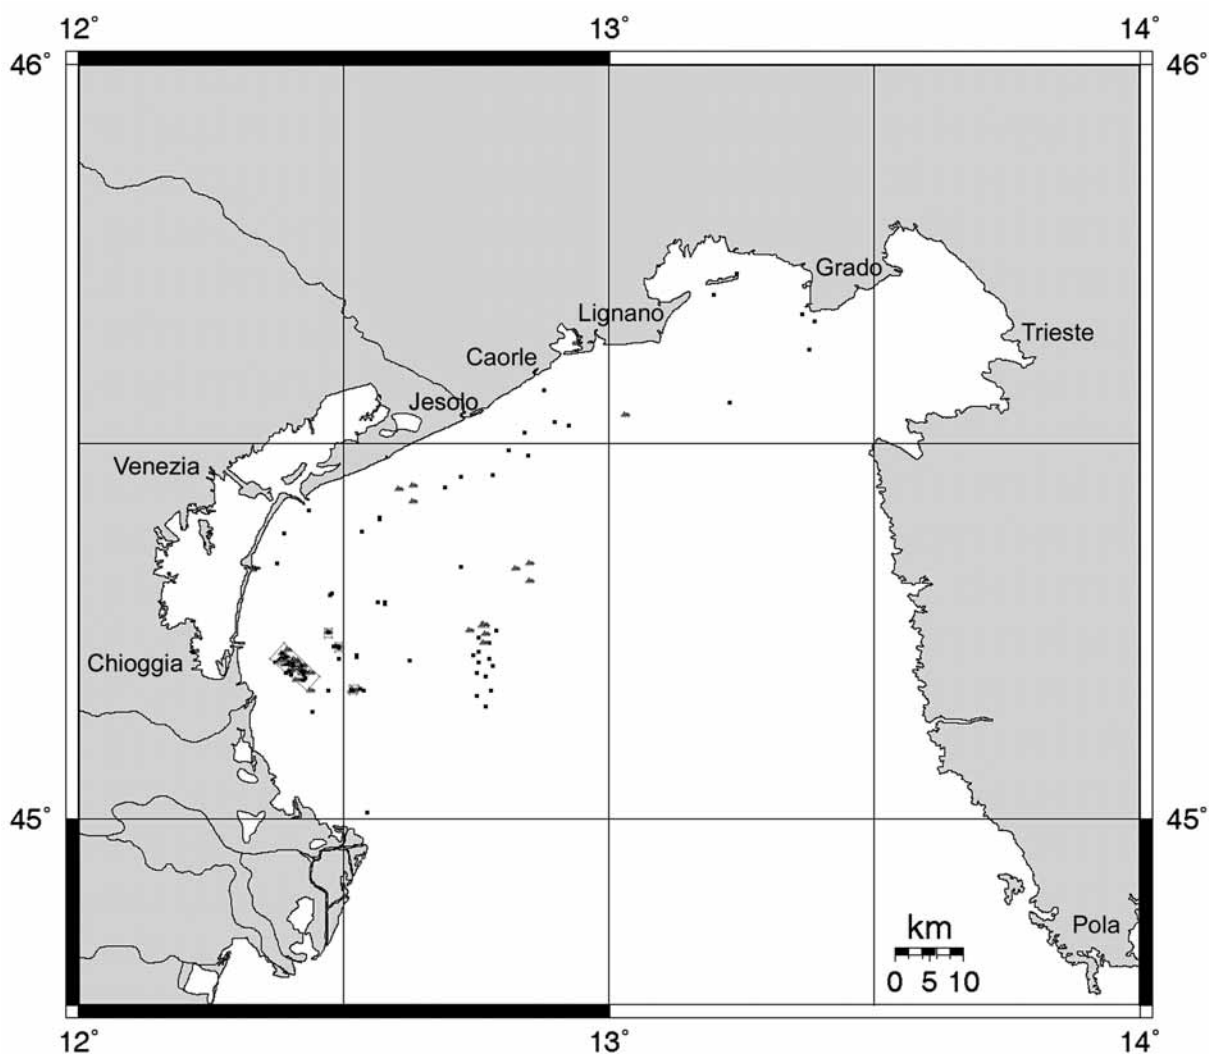 12° 13° 14°
46° 46°
Grado
Lignano
Trieste
Caorle
Jesolo
Venezia
Chioggia
45° 45°
km
Pola
0 5 10
12° 13° 14°